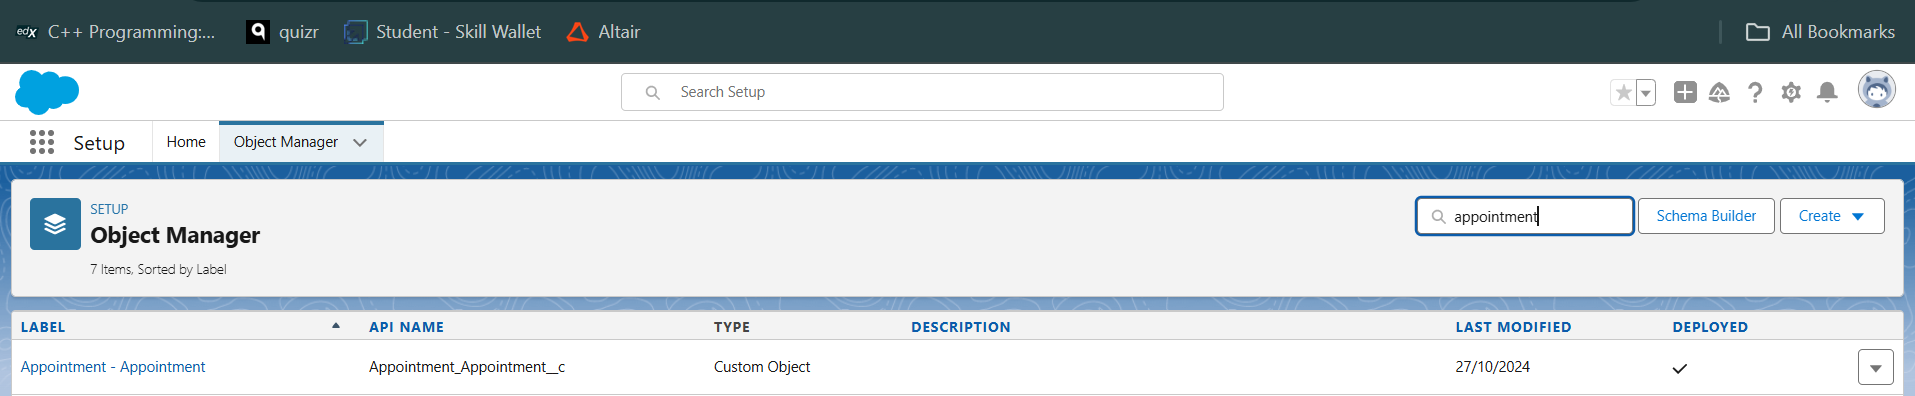 edX C++ Programming:... quizr Student - Skill Wallet Altair All Bookmarks
Search Setup
Setup Home Object Manager
SETUP
Object Manager
7 Items, Sorted by Label
appointment Schema Builder Create
LABEL API NAME TYPE DESCRIPTION LAST MODIFIED DEPLOYED
Appointment - Appointment Appointment_Appointment__c Custom Object 27/10/2024